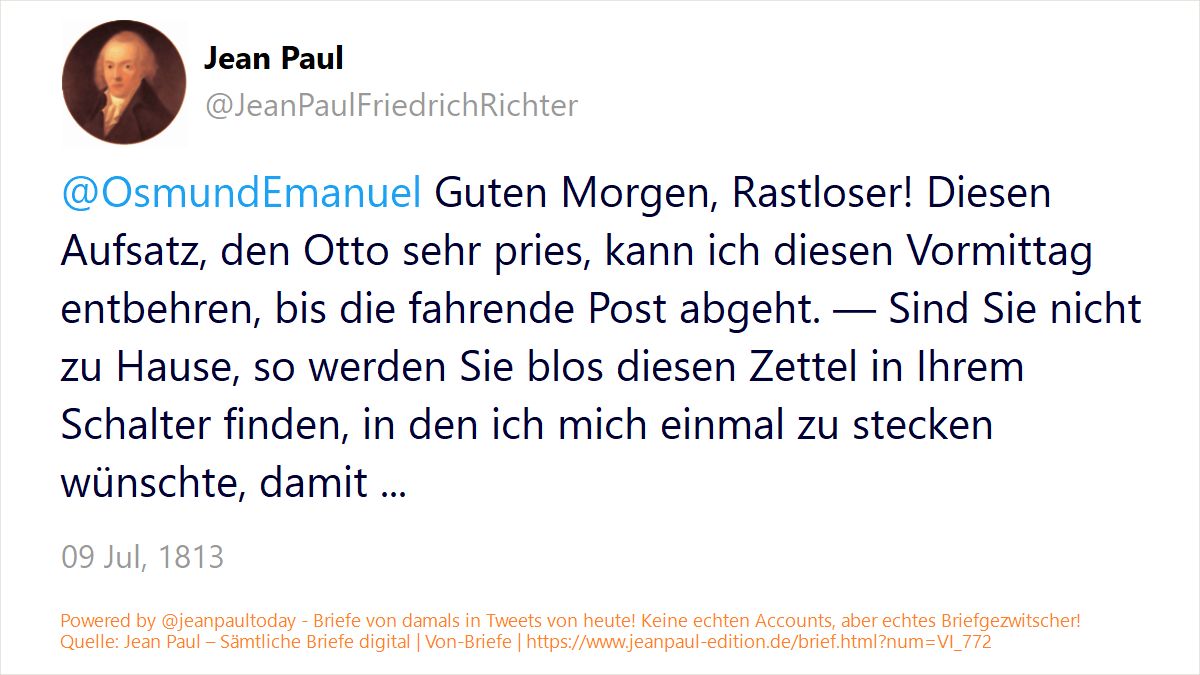 Jean Paul
@JeanPaulFriedrichRichter
@OsmundEmanuel Guten Morgen, Rastloser! Diesen
Aufsatz, den Otto sehr pries, kann ich diesen Vormittag
entbehren, bis die fahrende Post abgeht. — Sind Sie nicht
zu Hause, so werden Sie blos diesen Zettel in Ihrem
Schalter finden, in den ich mich einmal zu stecken
wünschte, damit ...
09 Jul, 1813
Powered by @jeanpaultoday - Briefe von damals in Tweets von heute! Keine echten Accounts, aber echtes Briefgezwitscher!
Quelle: Jean Paul – Sämtliche Briefe digital | Von-Briefe | https://www.jeanpaul-edition.de/brief.html?num=VI_772